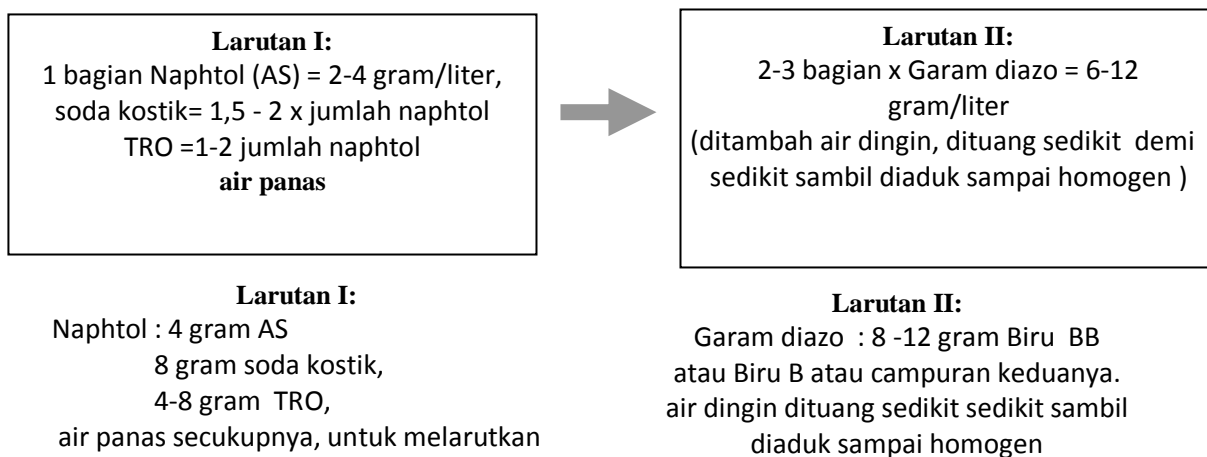 Larutan I:
1 bagian Naphtol (AS) = 2-4 gram/liter,
soda kostik= 1,5 - 2 x jumlah naphtol
TRO =1-2 jumlah naphtol
air panas
Larutan II:
2-3 bagian x Garam diazo = 6-12
gram/liter
(ditambah air dingin, dituang sedikit demi
sedikit sambil diaduk sampai homogen )
Larutan I:
Naphtol : 4 gram AS
8 gram soda kostik,
4-8 gram TRO,
air panas secukupnya, untuk melarutkan
Larutan II:
Garam diazo : 8 -12 gram Biru BB
atau Biru B atau campuran keduanya.
air dingin dituang sedikit sedikit sambil
diaduk sampai homogen